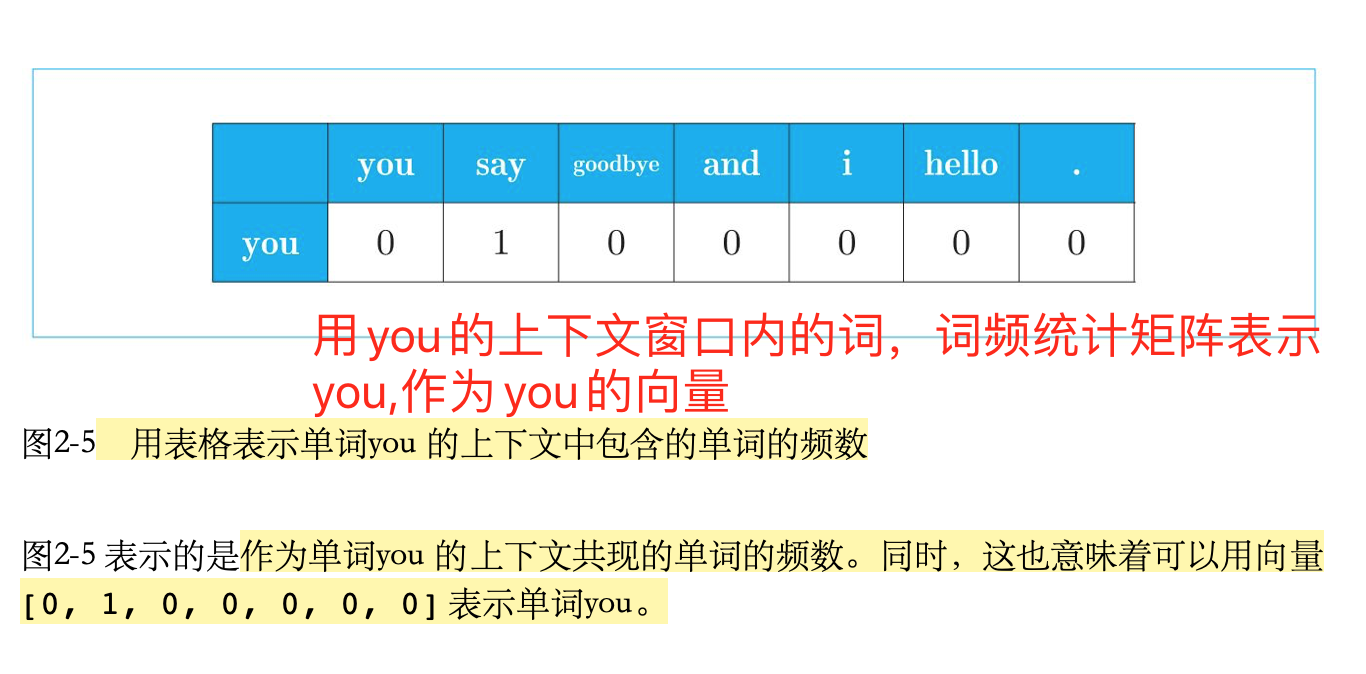 you say goodbye and i hello .
you 0 1 0 0 0 0 0
用you的上下文窗口内的词，词频统计矩阵表示
you,作为you的向量
图2-5 用表格表示单词you 的上下文中包含的单词的频数
图2-5 表示的是作为单词you 的上下文共现的单词的频数。同时，这也意味着可以用向量
[0, 1, 0, 0, 0, 0, 0] 表示单词you。